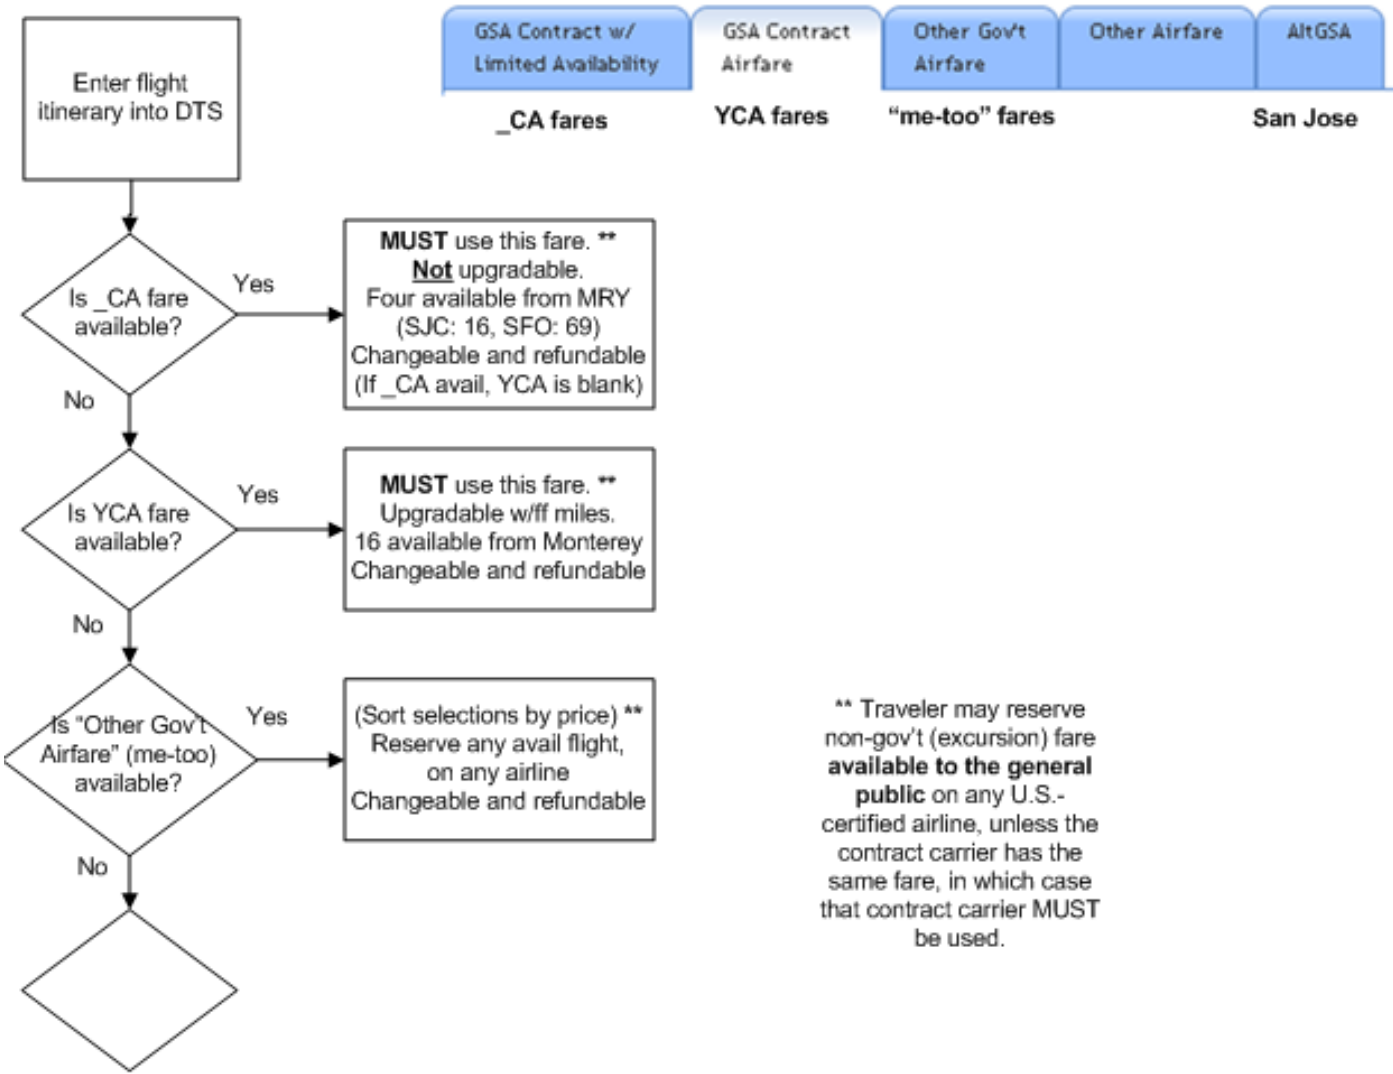 GSA Contract w/
Limited Availability
GSA Contract
Airfare
Other Gov't
Airfare
Other Airfare
AltGSA
_CA fares
YCA fares
“me-too” fares
San Jose
Enter flight
itinerary into DTS
Is _CA fare
available?
Yes
MUST use this fare. **
Not upgradable.
Four available from MRY
(SJC: 16, SFO: 69)
Changeable and refundable
(If _CA avail, YCA is blank)
No
Is YCA fare
available?
Yes
MUST use this fare. **
Upgradable w/ff miles.
16 available from Monterey
Changeable and refundable
No
Is “Other Gov’t
Airfare” (me-too)
available?
Yes
(Sort selections by price) **
Reserve any avail flight,
on any airline
Changeable and refundable
No
** Traveler may reserve
non-gov’t (excursion) fare
available to the general
public on any U.S.-
certified airline, unless the
contract carrier has the
same fare, in which case
that contract carrier MUST
be used.